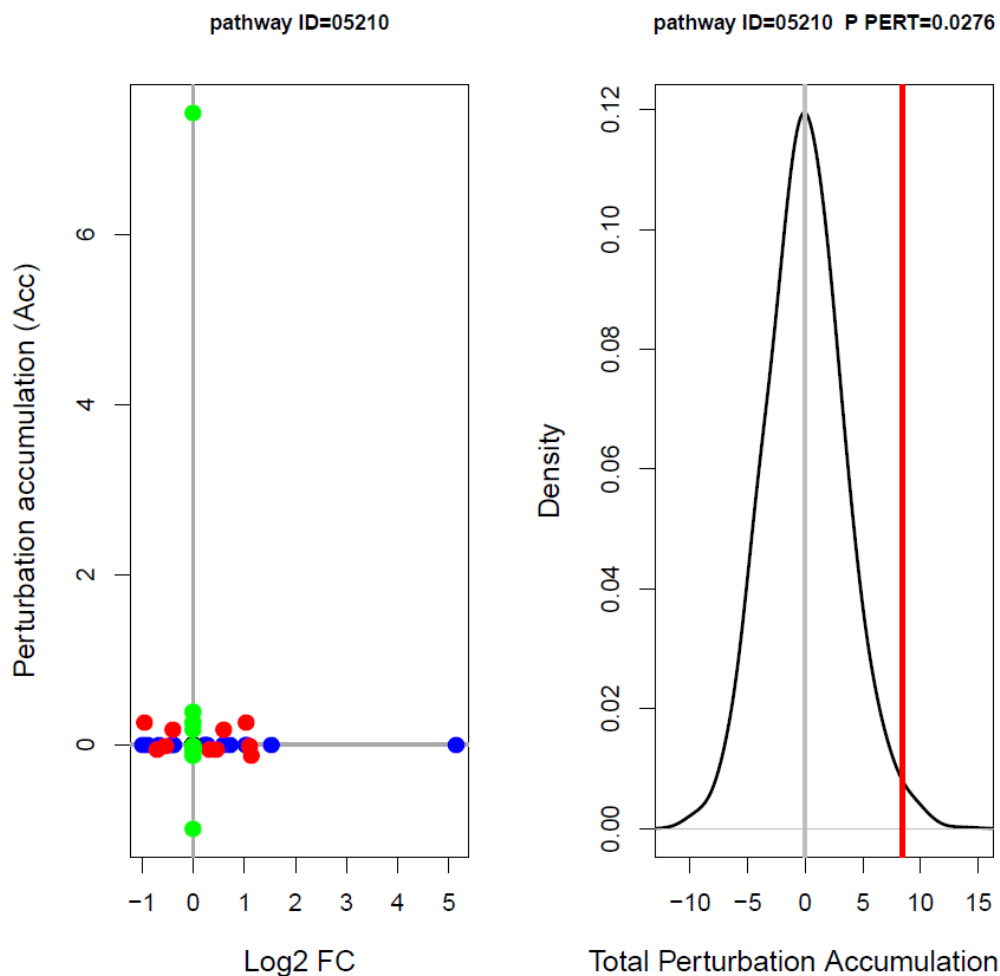 pathway ID=05210
Perturbation accumulation (Acc)
6
4
2
0
−1 0 1 2 3 4 5
Log2 FC
pathway ID=05210 P PERT=0.0276
Density
0.12
0.10
0.08
0.06
0.04
0.02
0.00
−10 −5 0 5 10 15
Total Perturbation Accumulation